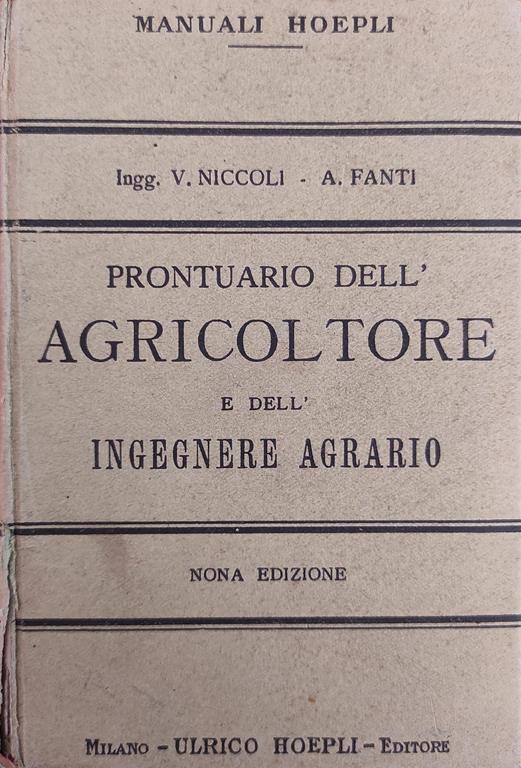 MANUALI HOEPLI
Ingg. V. NICCOLI - A. FANTI
PRONTUARIO DELL'
AGRICOLTORE
E DELL'
INGEGNERE AGRARIO
NONA EDIZIONE
MILANO - ULRICO HOEPLI - EDITORE